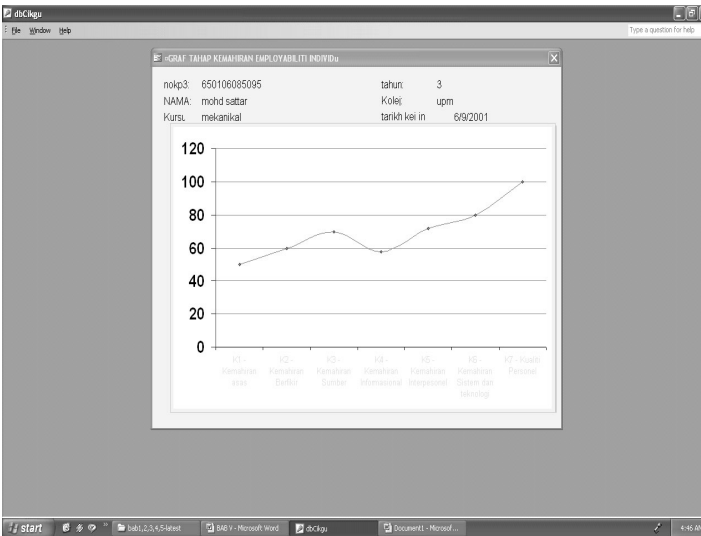 dbCikgu
File Window Help
Type a question for help
GRAF TAHAP KEMAHIRAN EMPLOYABILITI INDIVIDu
nokp3: 650106085095 tahun: 3
NAMA: mohd sattar Kolej: upm
Kursu mekanikal tarikh kei in 6/9/2001
120
100
80
60
40
20
0
K1 - Kemahiran asas
K2 - Kemahiran Berfikir
K3 - Kemahiran Sumber
K4 - Kemahiran Informasional
K5 - Kemahiran Interpersonal
K6 - Kemahiran Sistem dan teknologi
K7 - Kualiti Personel
start bab1,2,3,4,5-latest BAB V - Microsoft Word dbCikgu Document1 - Microsof... 4:46 AM